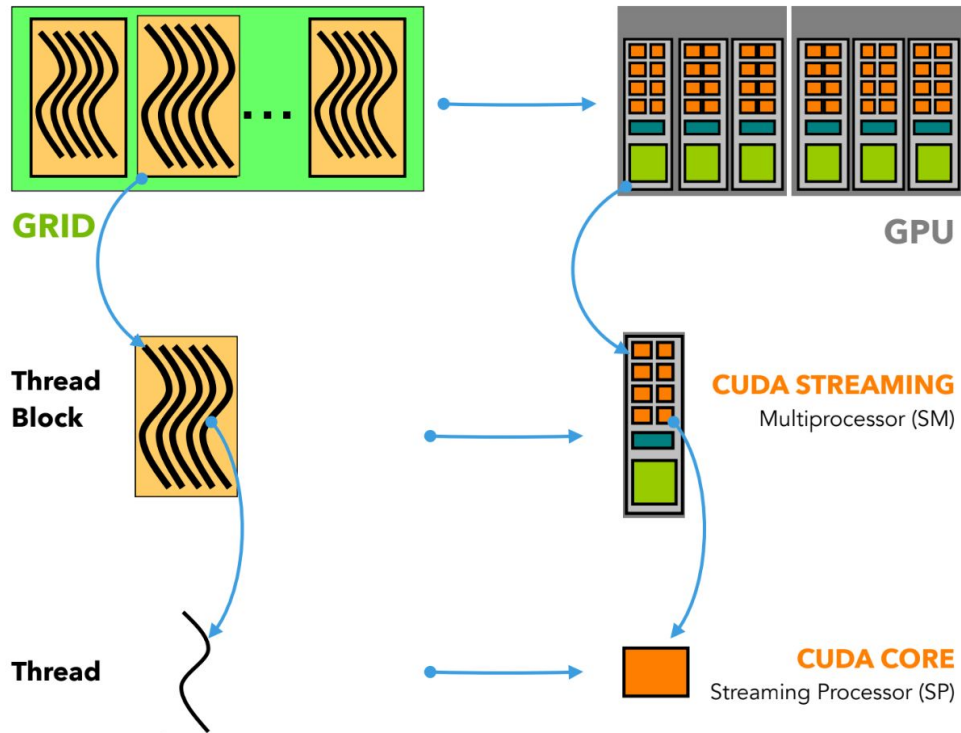 GRID
GPU
Thread
Block
CUDA STREAMING
Multiprocessor (SM)
Thread
CUDA CORE
Streaming Processor (SP)